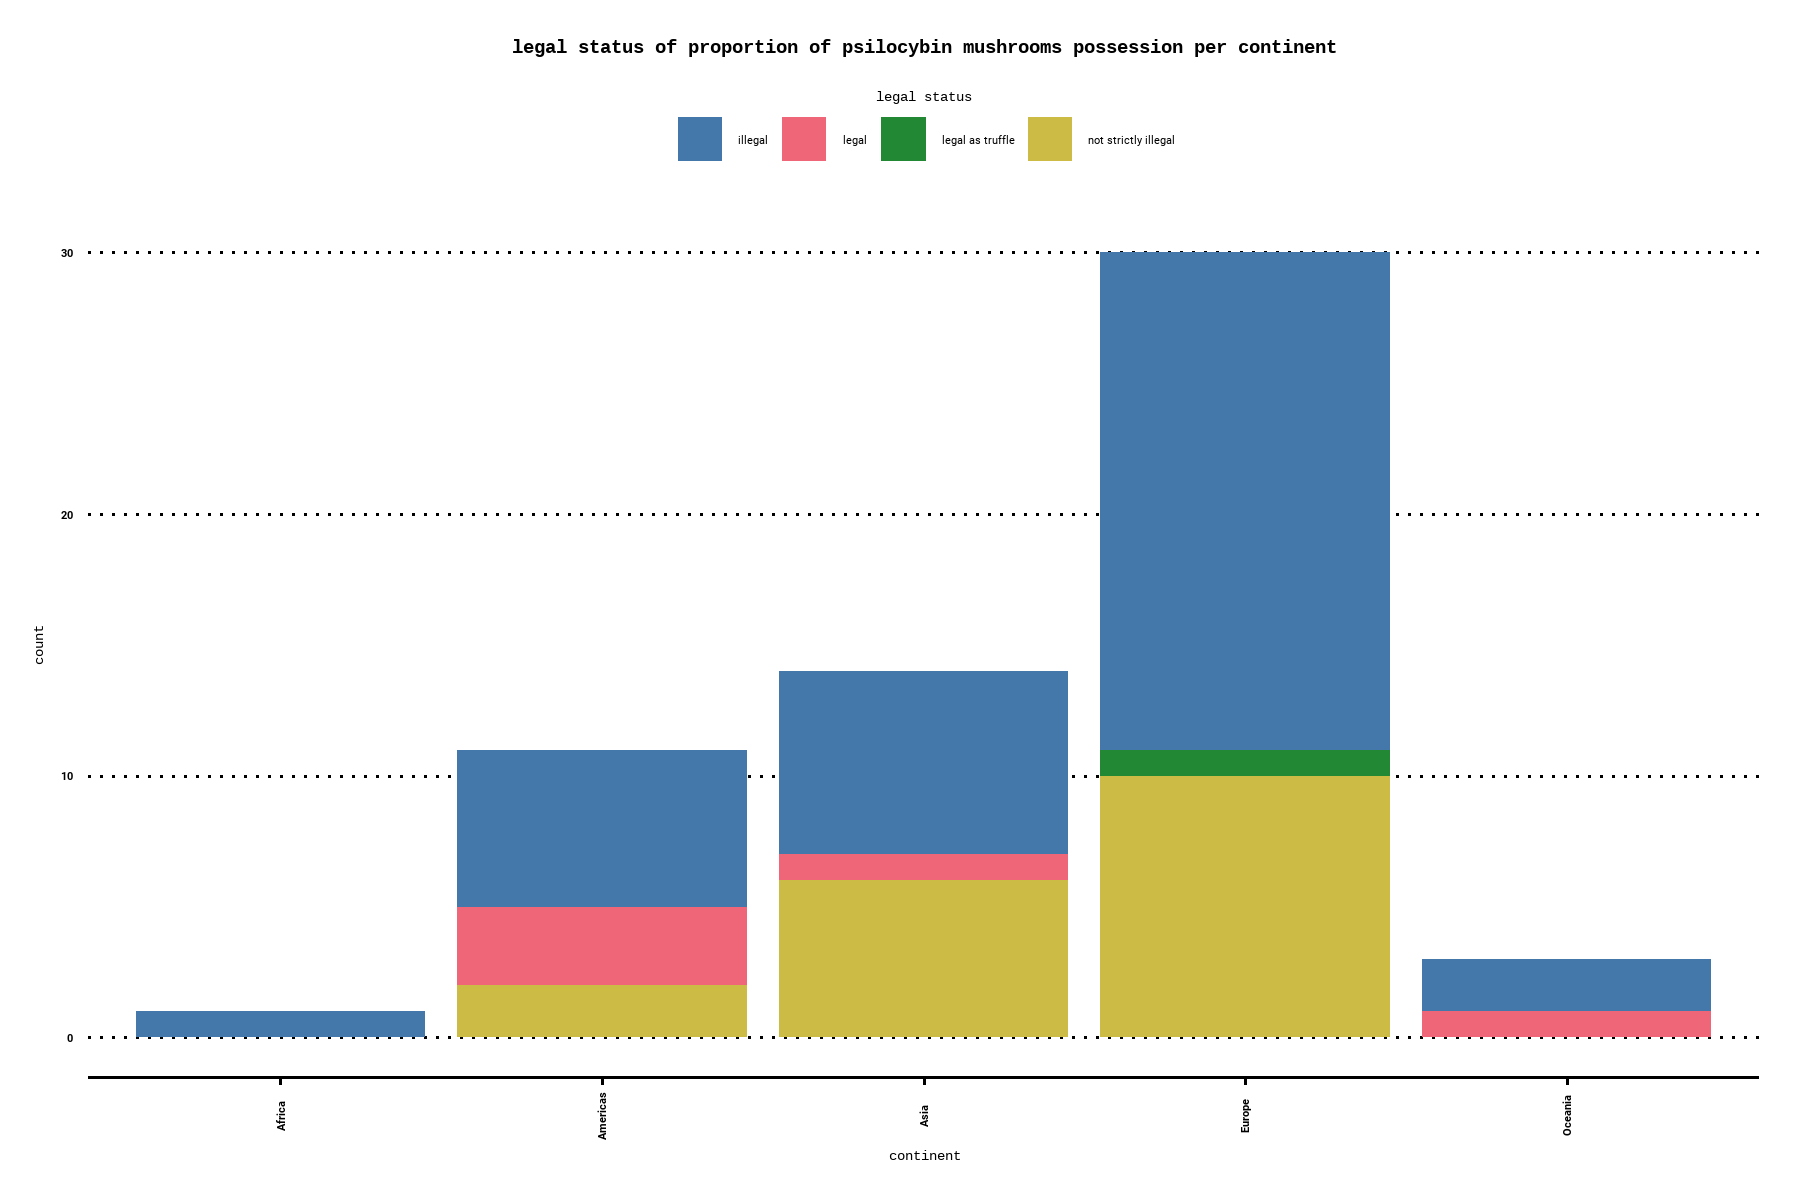 legal status of proportion of psilocybin mushrooms possession per continent
legal status
illegal legal legal as truffle not strictly illegal
30
20
10
0
count
Africa Americas Asia Europe Oceania
continent